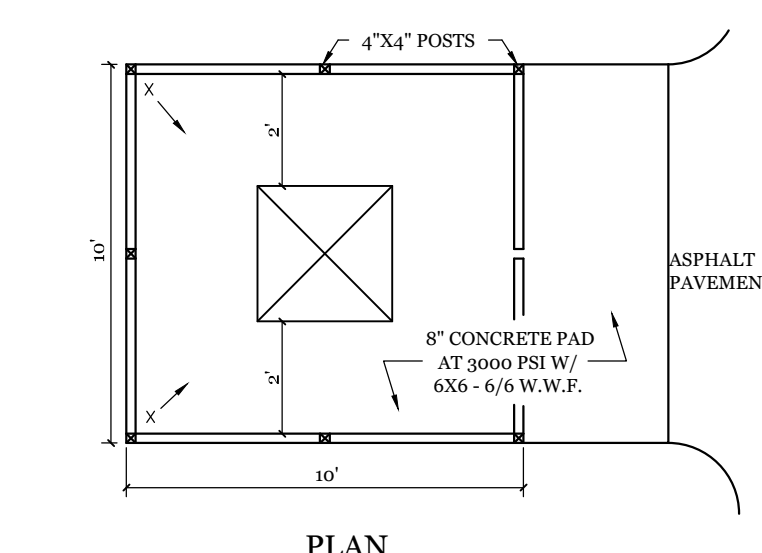 4"X4" POSTS
X
2'
10'
ASPHALT
PAVEMEN
8" CONCRETE PAD
AT 3000 PSI W/
6X6 - 6/6 W.W.F.
2'
X
10'
PLAN